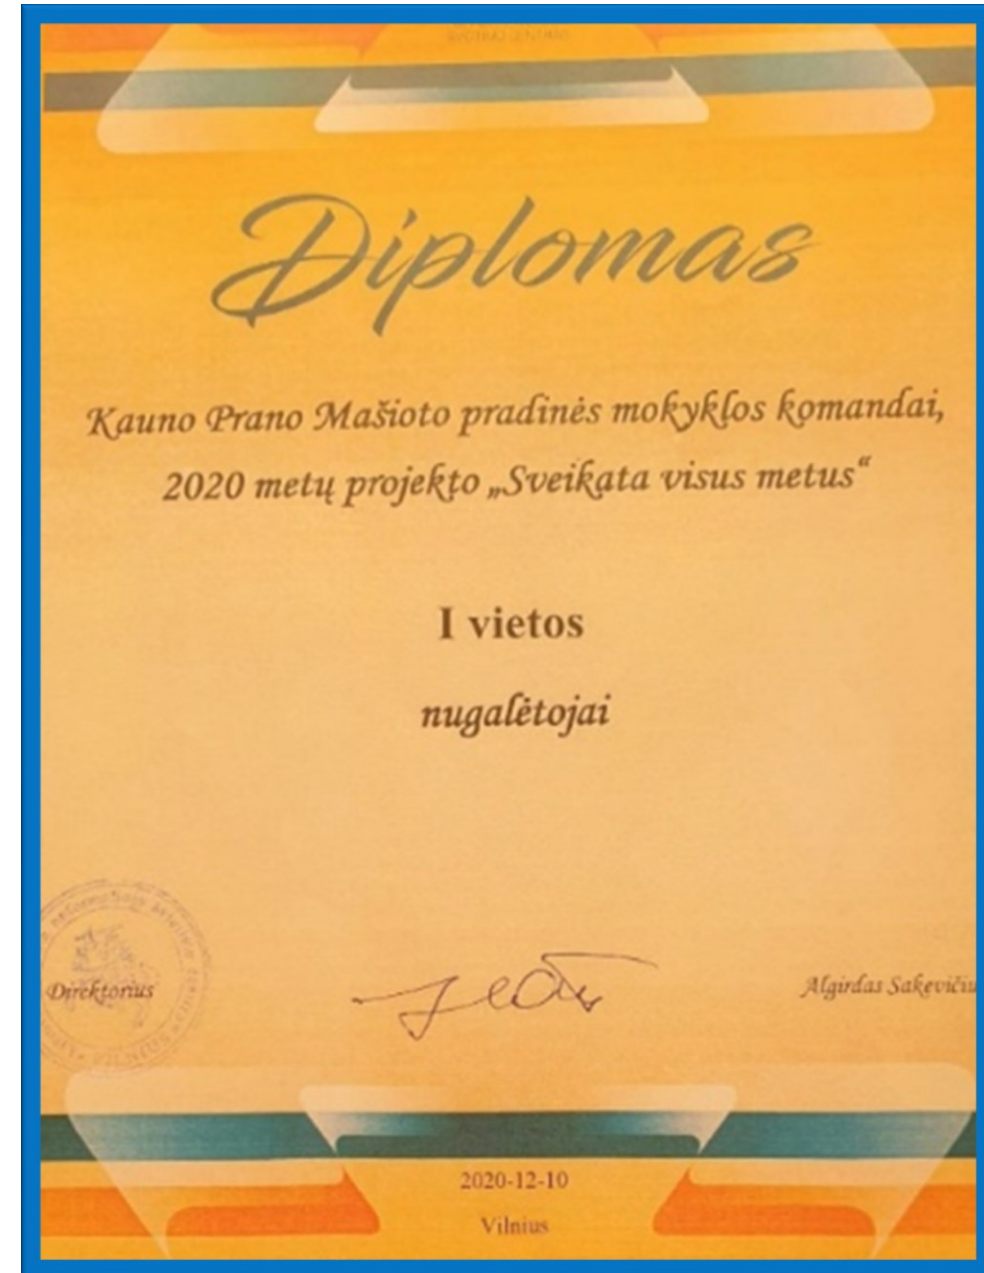 Diplomas
Kauno Prano Mašioto pradinės mokyklos komandai,
2020 metų projekto „Sveikata visus metus“
I vietos
nugalėtojai
Direktorius
Algirdas Sakevičiu
2020-12-10
Vilnius